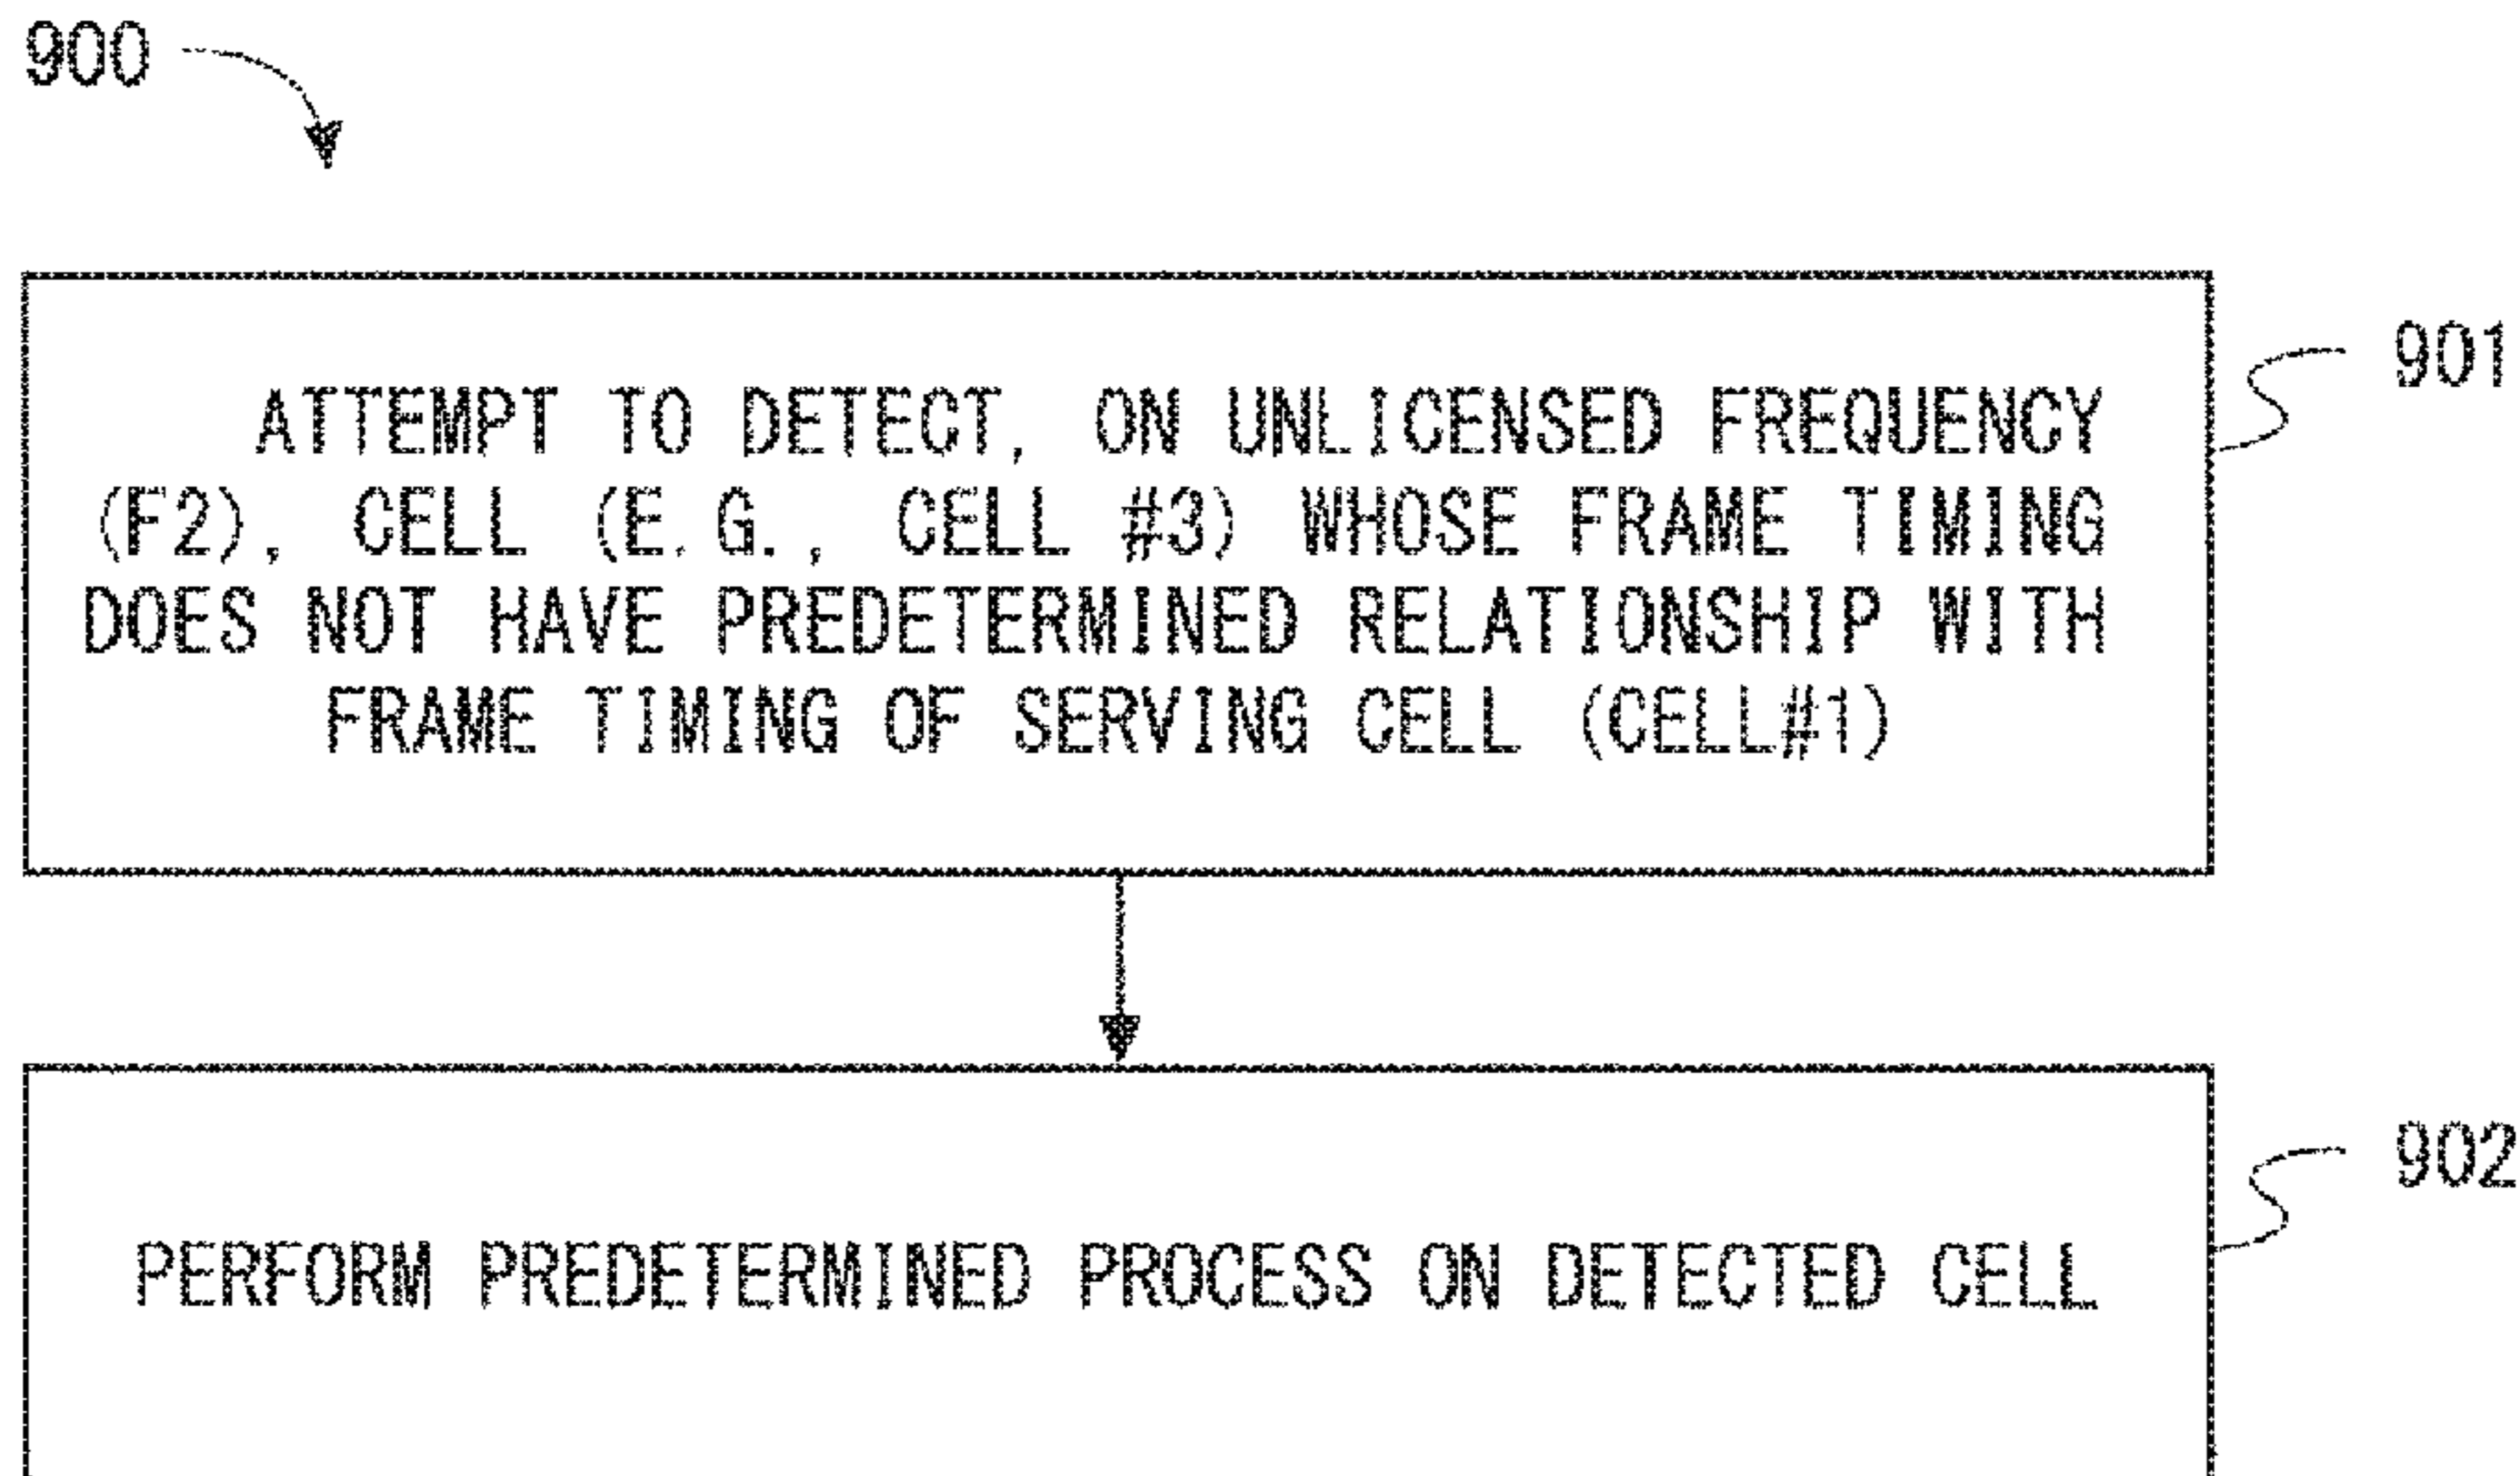 900
901
ATTEMPT TO DETECT, ON UNLICENSED FREQUENCY
(F2), CELL (E.G., CELL #3) WHOSE FRAME TIMING
DOES NOT HAVE PREDETERMINED RELATIONSHIP WITH
FRAME TIMING OF SERVING CELL (CELL#1)
902
PERFORM PREDETERMINED PROCESS ON DETECTED CELL